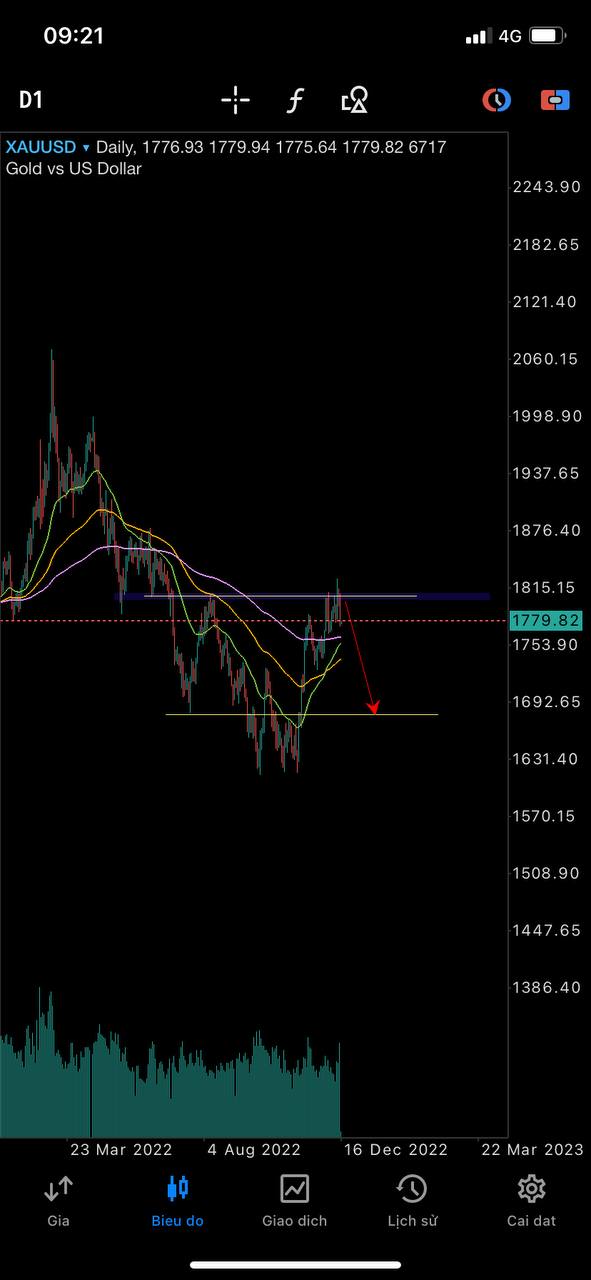 09:21 4G
D1 f
XAUUSD ▾ Daily, 1776.93 1779.94 1775.64 1779.82 6717
Gold vs US Dollar
2243.90
2182.65
2121.40
2060.15
1998.90
1937.65
1876.40
1815.15
1779.82
1753.90
1692.65
1631.40
1570.15
1508.90
1447.65
1386.40
23 Mar 2022 4 Aug 2022 16 Dec 2022 22 Mar 2023
Gia Bieu do Giao dich Lịch sử Cai dat